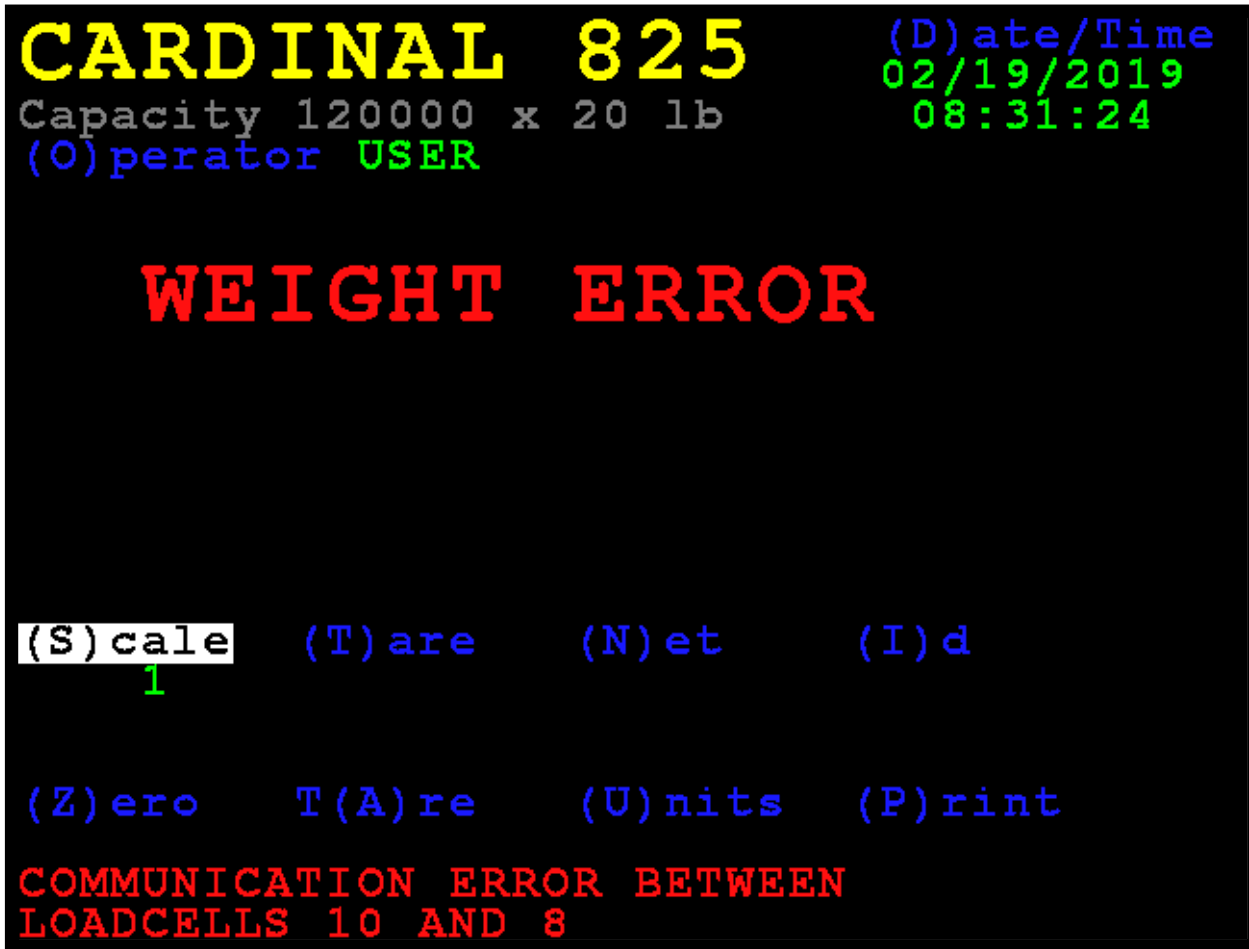 CARDINAL 825
(D)ate/Time
02/19/2019
Capacity 120000 x 20 lb
08:31:24
(O)perator USER
WEIGHT ERROR
(S)cale (T)are (N)et (I)d
1
(Z)ero T(A)re (U)nits (P)rint
COMMUNICATION ERROR BETWEEN
LOADCELLS 10 AND 8